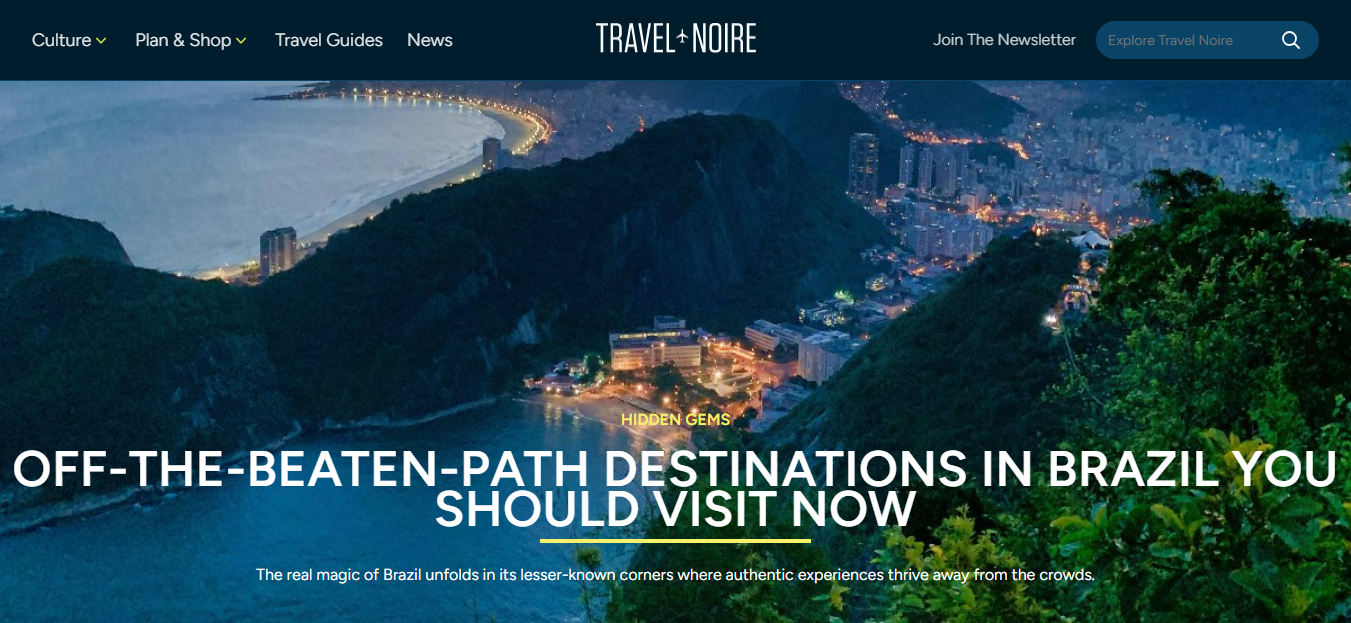 Culture
Plan & Shop
Travel Guides
News
TRAVEL NOIRE
Join The Newsletter
Explore Travel Noire
HIDDEN GEMS
OFF-THE-BEATEN-PATH DESTINATIONS IN BRAZIL YOU
SHOULD VISIT NOW
The real magic of Brazil unfolds in its lesser-known corners where authentic experiences thrive away from the crowds.